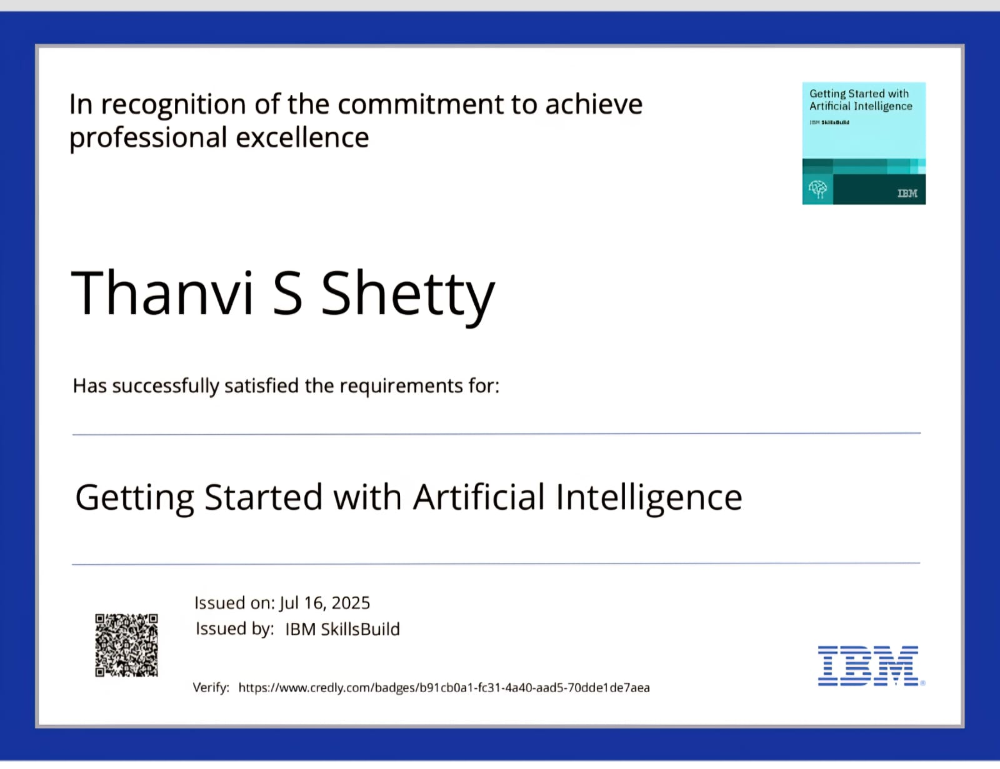 In recognition of the commitment to achieve
professional excellence
Getting Started with
Artificial Intelligence
IBM SkillsBuild
IBM
Thanvi S Shetty
Has successfully satisfied the requirements for:
Getting Started with Artificial Intelligence
Issued on: Jul 16, 2025
Issued by: IBM SkillsBuild
Verify: https://www.credly.com/badges/b91cb0a1-fc31-4a40-aad5-70dde1de7aea
IBM®